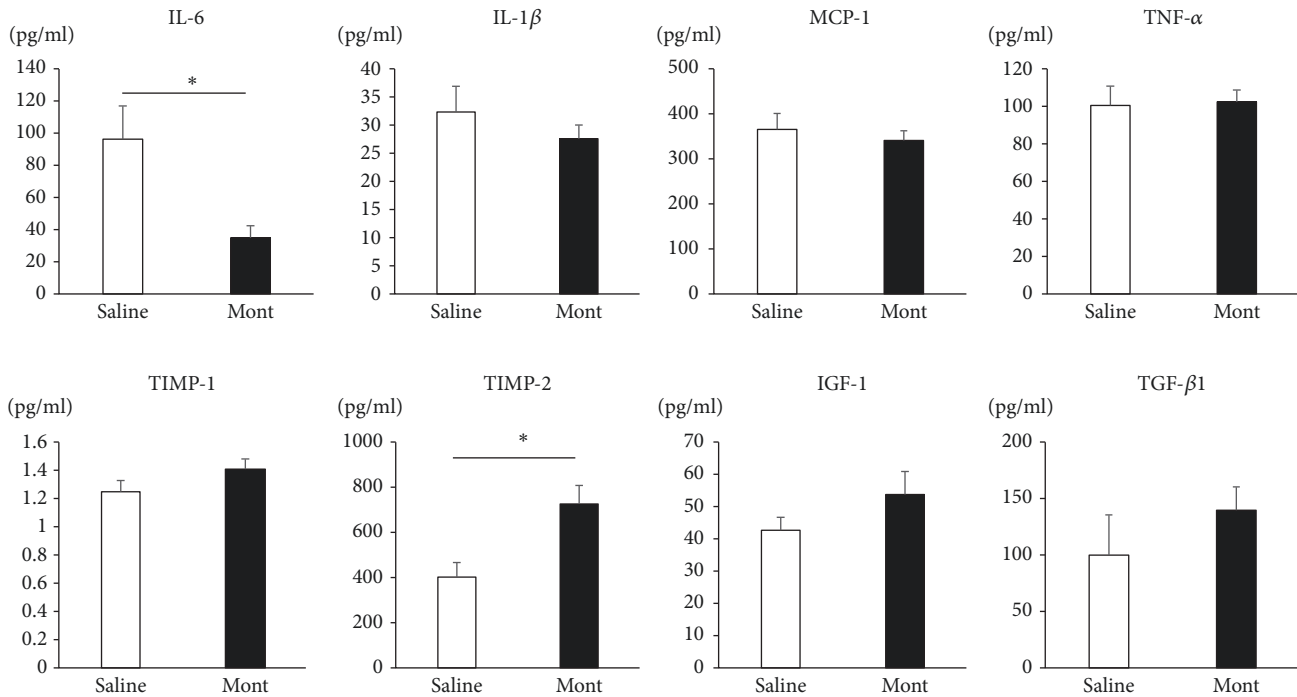 IL-6
(pg/ml)
140
120
100
80
60
40
20
0
*
Saline Mont
IL-1β
(pg/ml)
40
35
30
25
20
15
10
5
0
Saline Mont
MCP-1
(pg/ml)
500
400
300
200
100
0
Saline Mont
TNF-α
(pg/ml)
120
100
80
60
40
20
0
Saline Mont
TIMP-1
(pg/ml)
1.6
1.4
1.2
1
0.8
0.6
0.4
0.2
0
Saline Mont
TIMP-2
(pg/ml)
1000
800
600
400
200
0
*
Saline Mont
IGF-1
(pg/ml)
70
60
50
40
30
20
10
0
Saline Mont
TGF-β1
(pg/ml)
200
150
100
50
0
Saline Mont